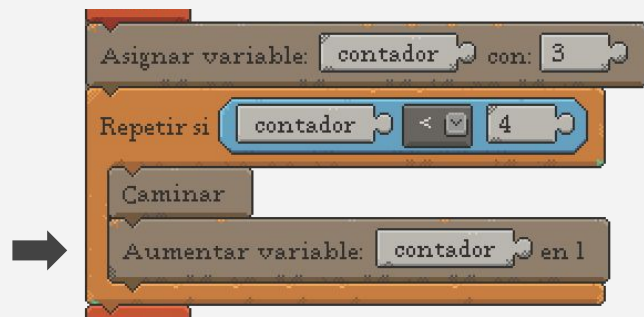 Asignar variable: contador con: 3
Repetir si contador < 4
Caminar
Aumentar variable: contador en 1